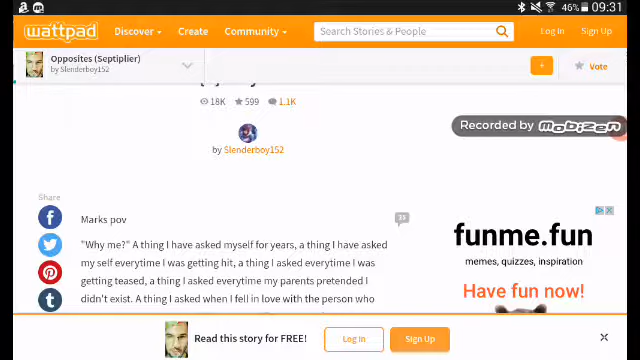 46% 09:31
wattpad Discover Create Community Search Stories & People Log In Sign Up
Opposites (Septiplier)
by Slenderboy152
+ Vote
18K 599 1.1K
by Slenderboy152
Recorded by mobizen
Share
Marks pov
33
"Why me?" A thing I have asked myself for years, a thing I have asked
my self everytime I was getting hit, a thing I asked everytime I was
getting teased, a thing I asked everytime my parents pretended I
didn't exist. A thing I asked when I fell in love with the person who
funme.fun
memes, quizzes, inspiration
Have fun now!
Read this story for FREE! Log In Sign Up